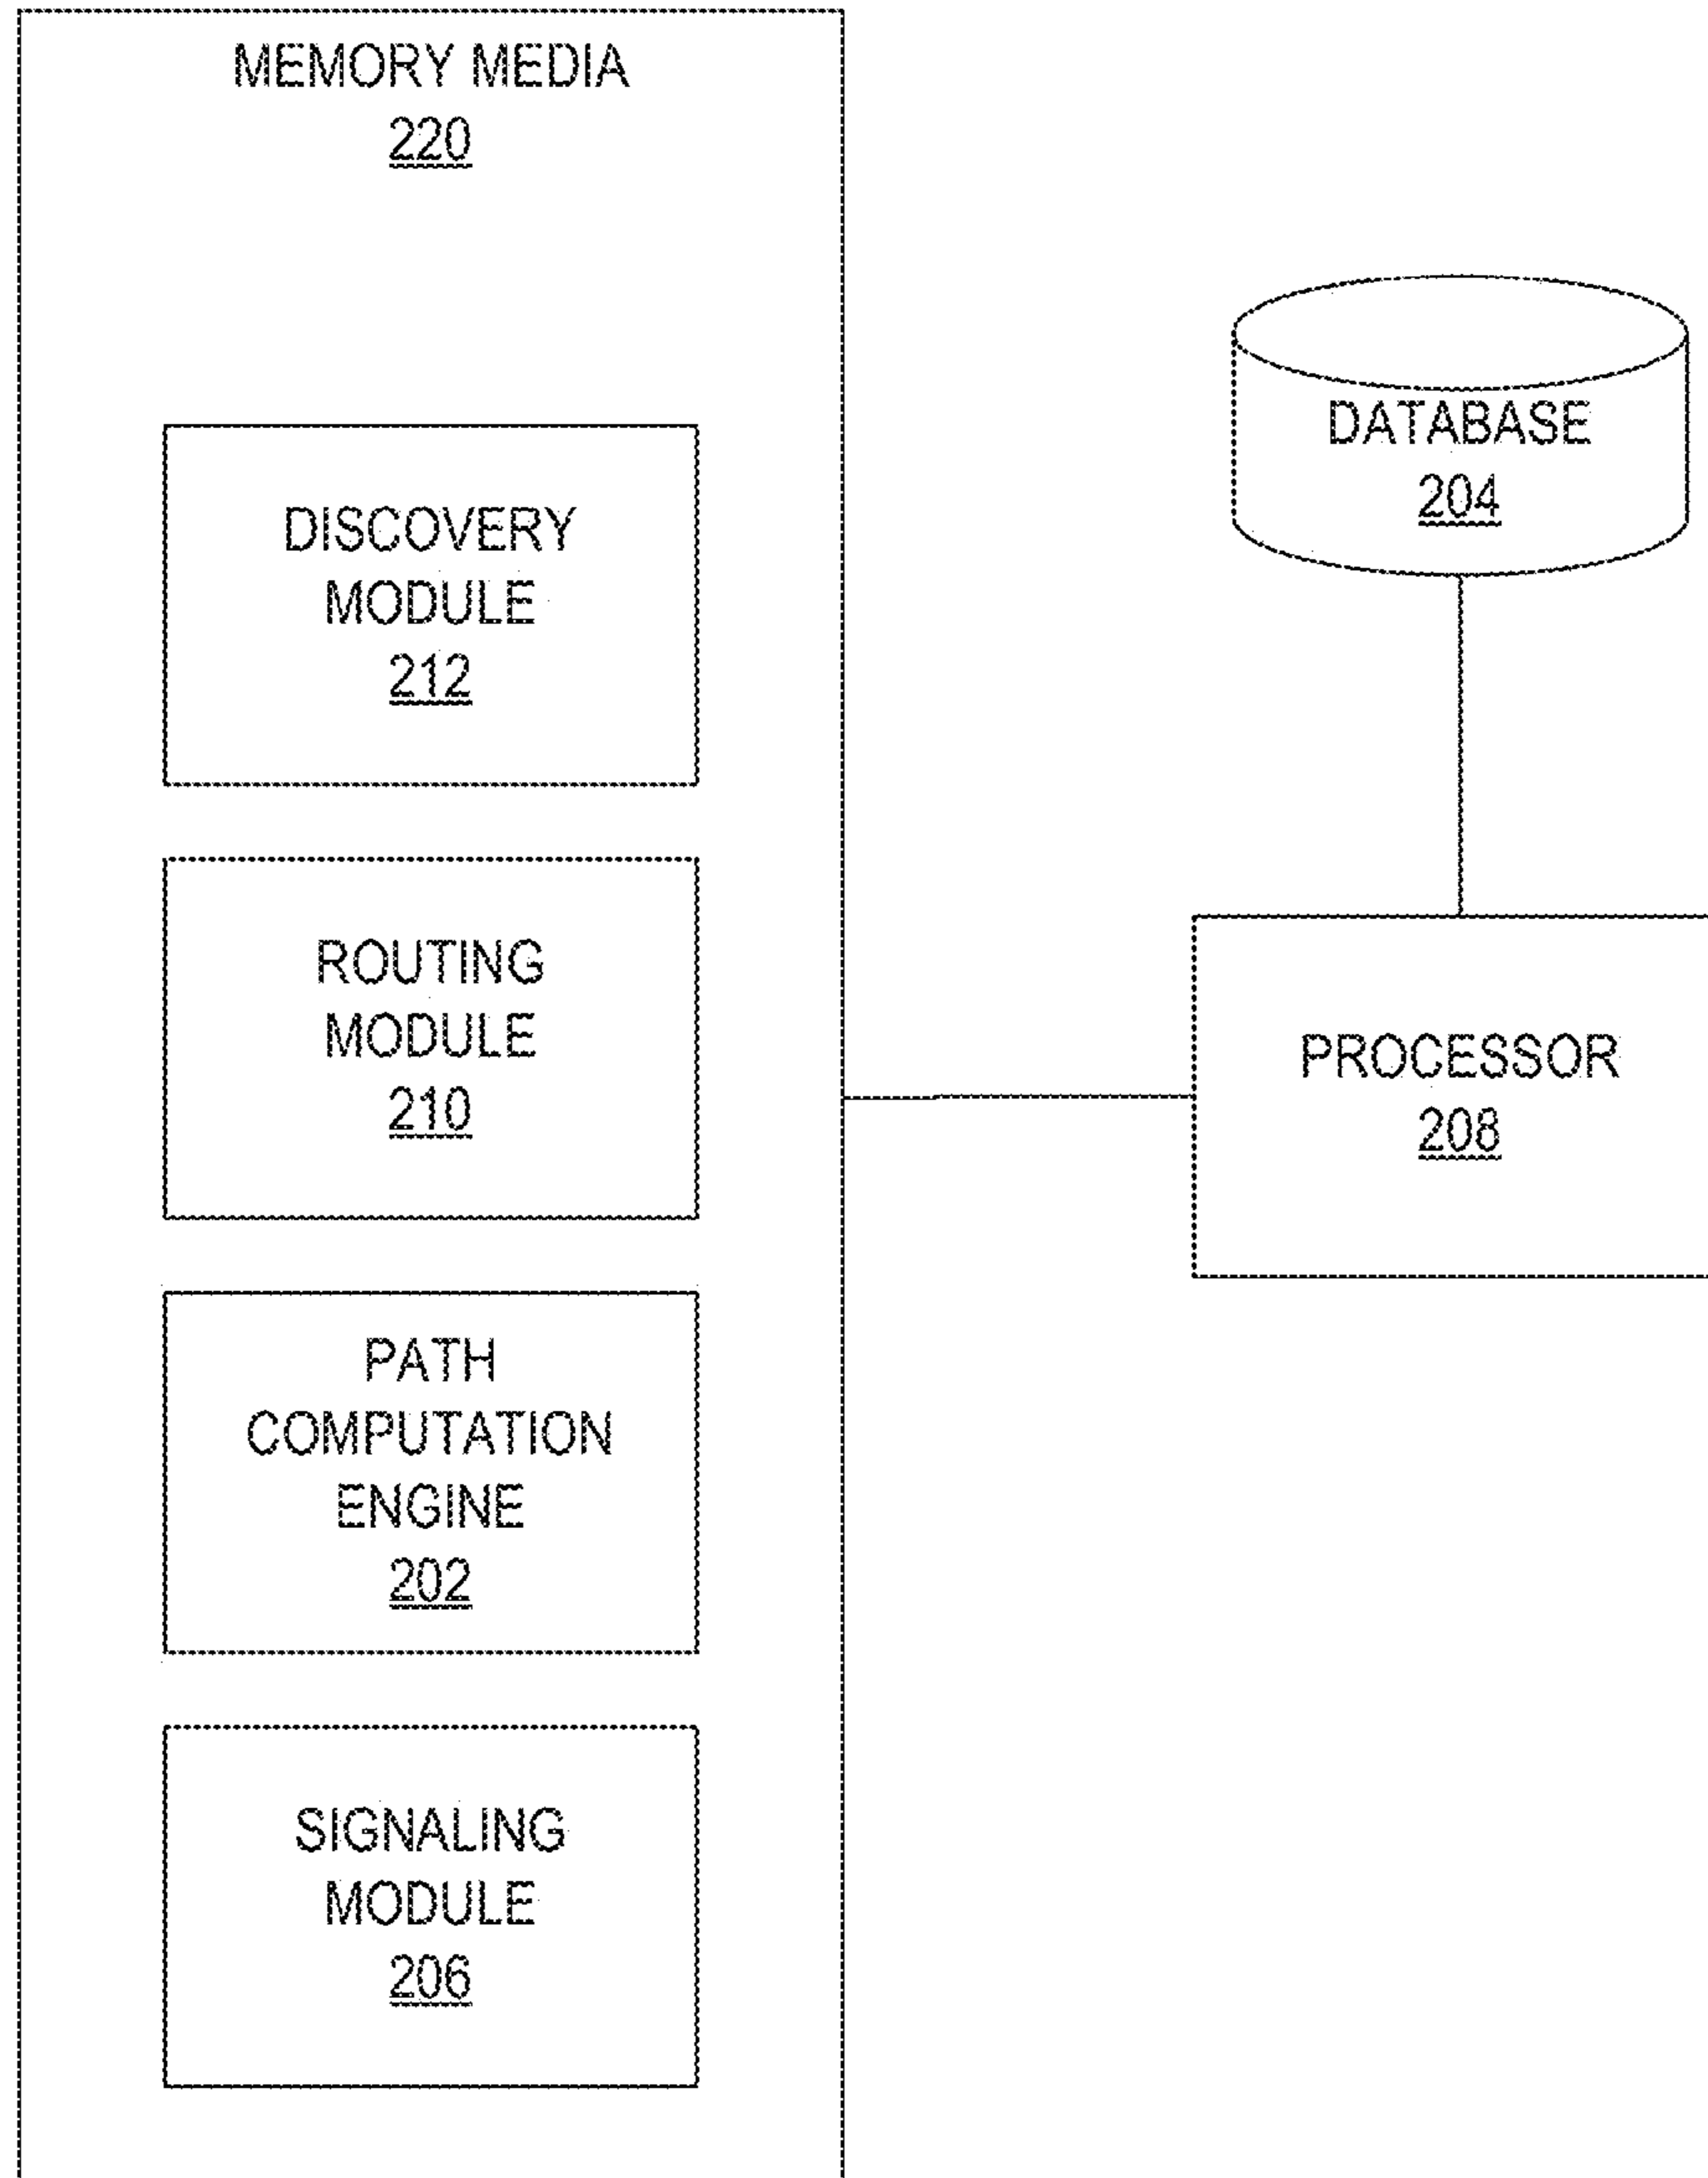 MEMORY MEDIA
220
DISCOVERY
MODULE
212
ROUTING
MODULE
210
PATH
COMPUTATION
ENGINE
202
SIGNALING
MODULE
206
DATABASE
204
PROCESSOR
208